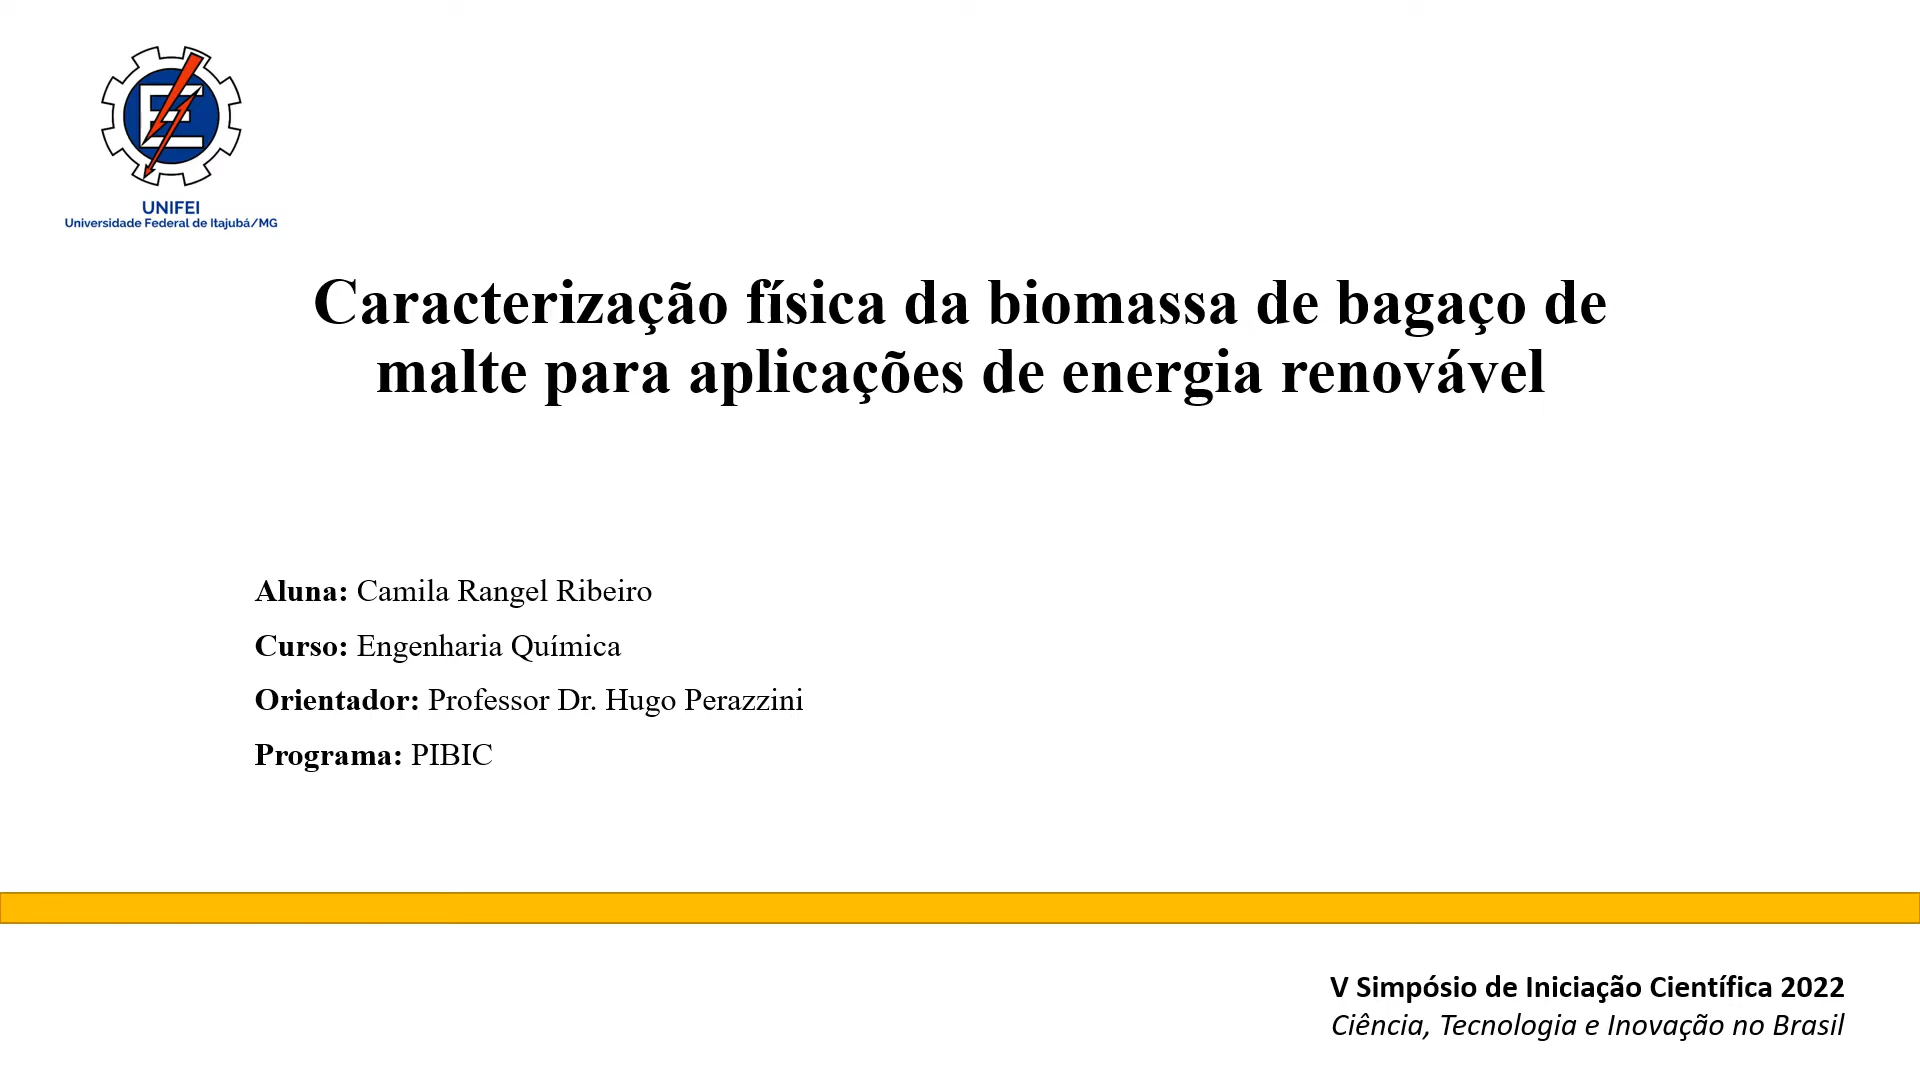 UNIFEI
Universidade Federal de Itajubá/MG
Caracterização física da biomassa de bagaço de
malte para aplicações de energia renovável
Aluna: Camila Rangel Ribeiro
Curso: Engenharia Química
Orientador: Professor Dr. Hugo Perazzini
Programa: PIBIC
V Simpósio de Iniciação Científica 2022
Ciência, Tecnologia e Inovação no Brasil